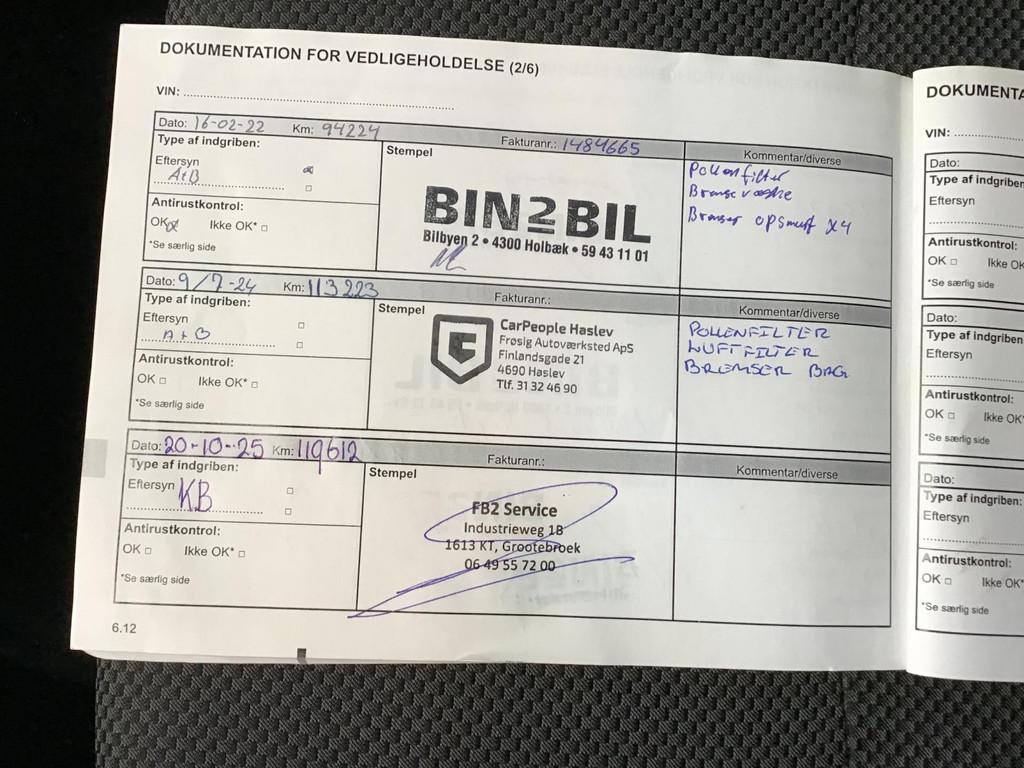 DOKUMENTATION FOR VEDLIGEHOLDELSE (2/6)
VIN:
Dato: 16-02-22 Km: 94224 Fakturanr.: 1484665
Type af indgriben:
Eftersyn
A+B
Antirustkontrol:
OK Ikke OK*
*Se særlig side
Stempel
BIN2BIL
Bilbyen 2 • 4300 Holbæk • 59 43 11 01
Kommentar/diverse
Pollenfilter
Bremsevæske
Bremser opsmurt x4
Dato: 9/7-24 Km: 113223 Fakturanr.:
Type af indgriben:
Eftersyn
A+B
Antirustkontrol:
OK Ikke OK*
*Se særlig side
Stempel
CarPeople Haslev
Frøslg Autoværksted ApS
Finlandsgade 21
4690 Haslev
Tlf. 31 32 46 90
Kommentar/diverse
POLLENFILTER
LUFTFILTER
BREMSER BAG
Dato: 20-10-25 Km: 119612 Fakturanr.:
Type af indgriben:
Eftersyn KB
Antirustkontrol:
OK Ikke OK*
*Se særlig side
Stempel
FB2 Service
Industrieweg 1B
1613 KT, Grootebroek
06 49 55 72 00
Kommentar/diverse
6.12
DOKUMENTA
VIN:
Dato:
Type af indgriben
Eftersyn
Antirustkontrol:
OK Ikke OK
*Se særlig side
Dato:
Type af indgriben
Eftersyn
Antirustkontrol:
OK Ikke OK*
*Se særlig side
Dato:
Type af indgriben:
Eftersyn
Antirustkontrol:
OK Ikke OK*
*Se særlig side